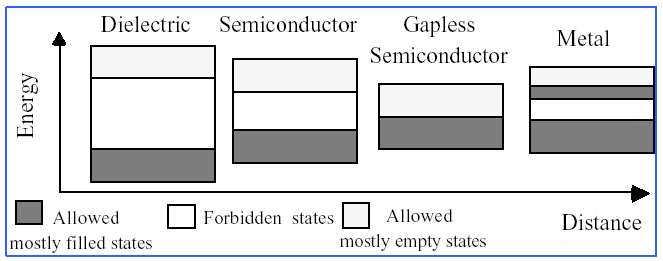 Dielectric
Semiconductor
Gapless
Semiconductor
Metal
Energy
Allowed
mostly filled states
Forbidden states
Allowed
mostly empty states
Distance